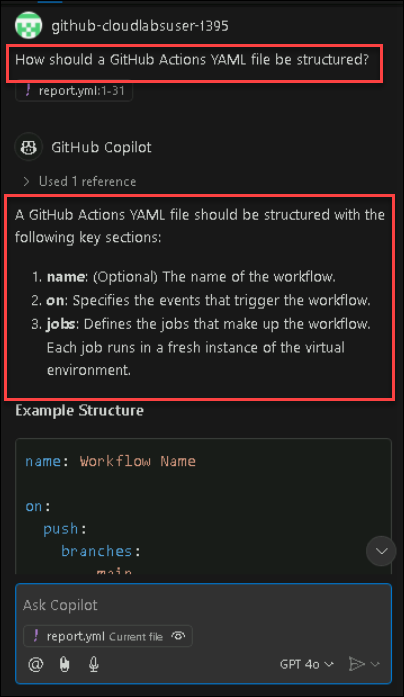 github-cloudlabsuser-1395
How should a GitHub Actions YAML file be structured?
! report.yml:1-31
GitHub Copilot
> Used 1 reference
A GitHub Actions YAML file should be structured with the
following key sections:
1. name: (Optional) The name of the workflow.
2. on: Specifies the events that trigger the workflow.
3. jobs: Defines the jobs that make up the workflow.
Each job runs in a fresh instance of the virtual
environment.
Example Structure
name: Workflow Name
on:
push:
branches:
main
Ask Copilot
! report.yml Current file
@
GPT 4o